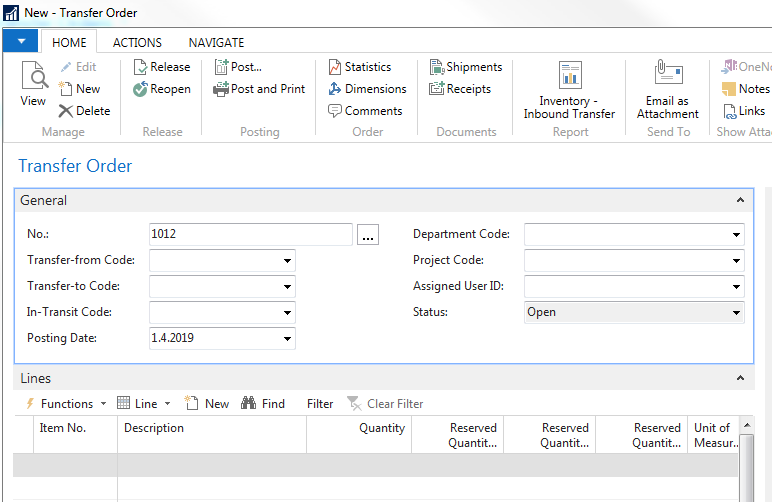 New - Transfer Order
HOME ACTIONS NAVIGATE
View
Edit
New
Delete
Manage
Release
Reopen
Release
Post...
Post and Print
Posting
Statistics
Dimensions
Comments
Order
Shipments
Receipts
Documents
Inventory -
Inbound Transfer
Report
Email as
Attachment
Send To
OneNo
Notes
Links
Show Attac
Transfer Order
General
No.: 1012 ...
Transfer-from Code:
Transfer-to Code:
In-Transit Code:
Posting Date: 1.4.2019
Department Code:
Project Code:
Assigned User ID:
Status: Open
Lines
Functions Line New Find Filter Clear Filter
Item No. Description Quantity Reserved Quantit... Reserved Quantit... Reserved Quantit... Unit of Measur...